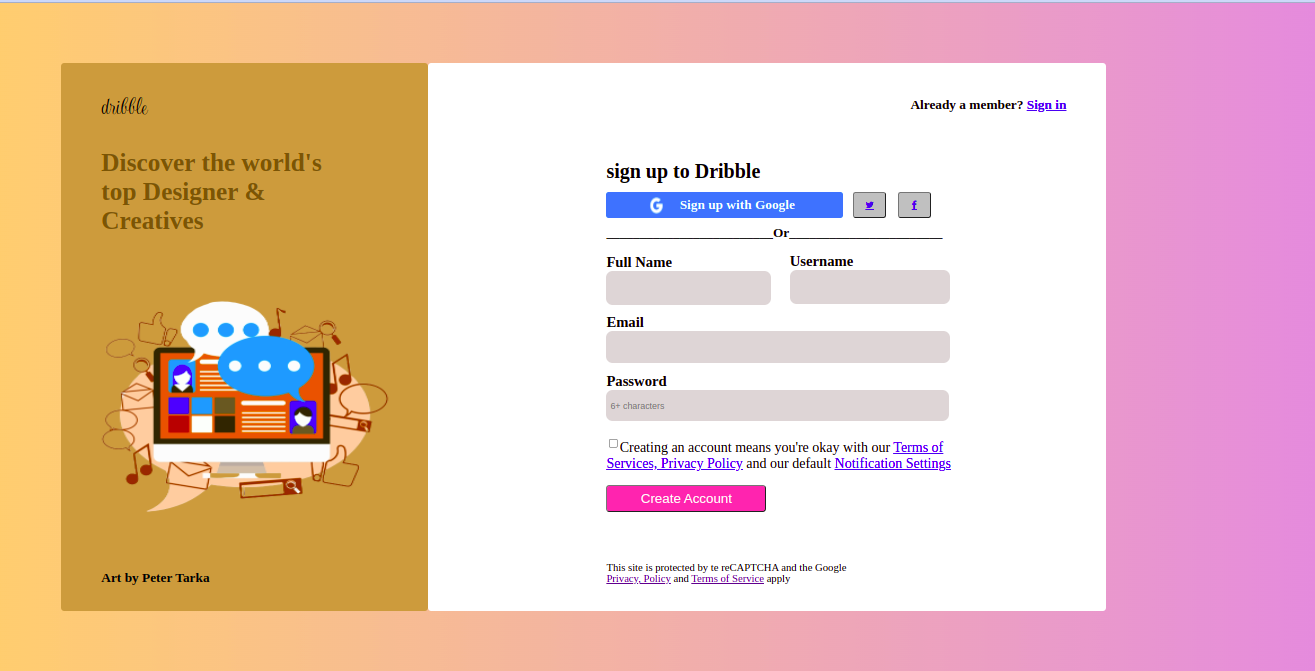 dribble
Discover the world's
top Designer &
Creatives
Art by Peter Tarka
Already a member? Sign in
sign up to Dribble
G Sign up with Google
Or
Full Name
Username
Email
Password
6+ characters
Creating an account means you're okay with our Terms of
Services, Privacy Policy and our default Notification Settings
Create Account
This site is protected by te reCAPTCHA and the Google
Privacy, Policy and Terms of Service apply